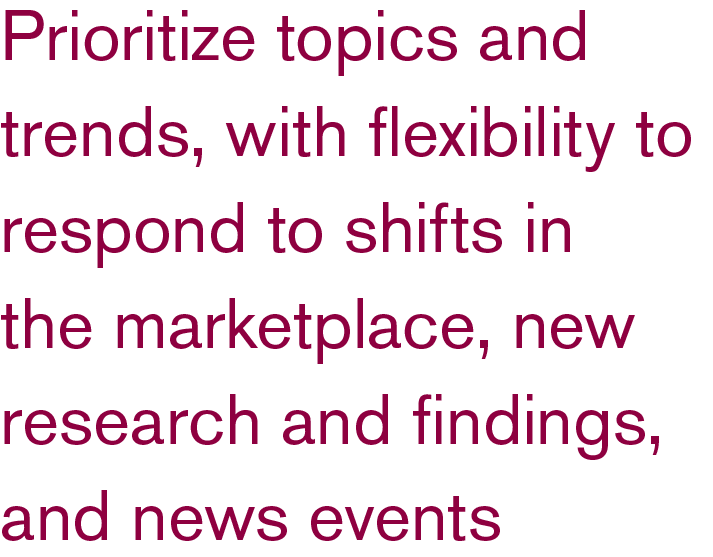 Prioritize topics and
trends, with flexibility to
respond to shifts in
the marketplace, new
research and findings,
and news events